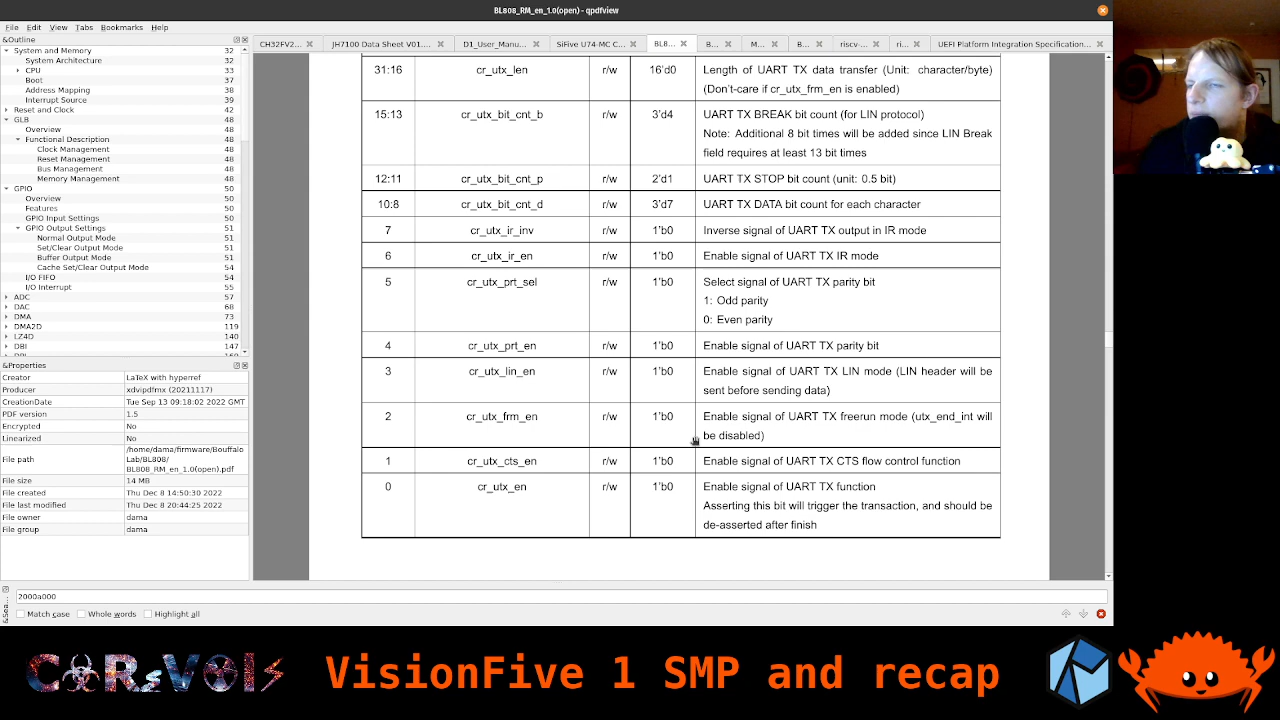 BL808_RM_en_1.0(open) - qpdfview
File Edit View Tabs Bookmarks Help
&Outline
CH32FV2... JH7100 Data Sheet V01.... D1_User_Manu... SiFive U74-MC C... BL8... B... M... B... riscv-... ri... UEFI Platform Integration Specification...
System and Memory 32
System Architecture 32
CPU 33
Boot 37
Address Mapping 38
Interrupt Source 39
Reset and Clock 42
GLB 48
Overview 48
Functional Description 48
Clock Management 48
Reset Management 48
Bus Management 48
Memory Management 48
GPIO 50
Overview 50
Features 50
GPIO Input Settings 50
GPIO Output Settings 51
Normal Output Mode 51
Set/Clear Output Mode 51
Buffer Output Mode 51
Cache Set/Clear Output Mode 54
I/O FIFO 54
I/O Interrupt 55
ADC 57
DAC 68
DMA 73
DMA2D 119
LZ4D 140
DBI 147
&Properties
Creator LaTeX with hyperref
Producer xdvipdfmx (20211117)
CreationDate Tue Sep 13 09:18:02 2022 GMT
PDF version 1.5
Encrypted No
Linearized No
File path /home/dama/firmware/Bouffalo
Lab/BL808/
BL808_RM_en_1.0(open).pdf
File size 14 MB
File created Thu Dec 8 14:50:30 2022
File last modified Thu Dec 8 20:44:25 2022
File owner dama
File group dama
31:16 cr_utx_len r/w 16'd0 Length of UART TX data transfer (Unit: character/byte)
(Don't-care if cr_utx_frm_en is enabled)
15:13 cr_utx_bit_cnt_b r/w 3'd4 UART TX BREAK bit count (for LIN protocol)
Note: Additional 8 bit times will be added since LIN Break
field requires at least 13 bit times
12:11 cr_utx_bit_cnt_p r/w 2'd1 UART TX STOP bit count (unit: 0.5 bit)
10:8 cr_utx_bit_cnt_d r/w 3'd7 UART TX DATA bit count for each character
7 cr_utx_ir_inv r/w 1'b0 Inverse signal of UART TX output in IR mode
6 cr_utx_ir_en r/w 1'b0 Enable signal of UART TX IR mode
5 cr_utx_prt_sel r/w 1'b0 Select signal of UART TX parity bit
1: Odd parity
0: Even parity
4 cr_utx_prt_en r/w 1'b0 Enable signal of UART TX parity bit
3 cr_utx_lin_en r/w 1'b0 Enable signal of UART TX LIN mode (LIN header will be
sent before sending data)
2 cr_utx_frm_en r/w 1'b0 Enable signal of UART TX freerun mode (utx_end_int will
be disabled)
1 cr_utx_cts_en r/w 1'b0 Enable signal of UART TX CTS flow control function
0 cr_utx_en r/w 1'b0 Enable signal of UART TX function
Asserting this bit will trigger the transaction, and should be
de-asserted after finish
&Sea...
2000a000
Match case Whole words Highlight all
VisionFive 1 SMP and recap